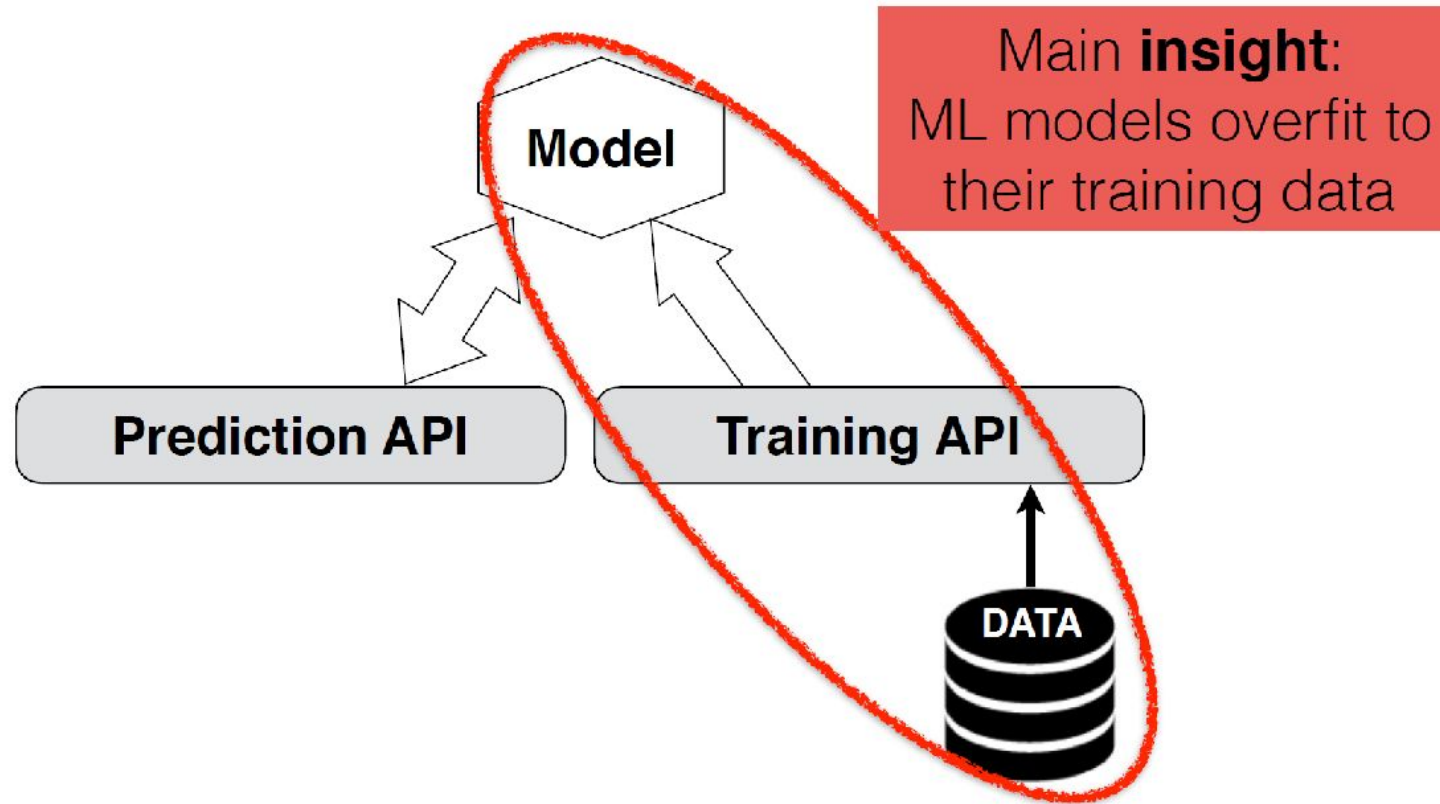 Main insight:
ML models overfit to
their training data
Model
Prediction API
Training API
DATA